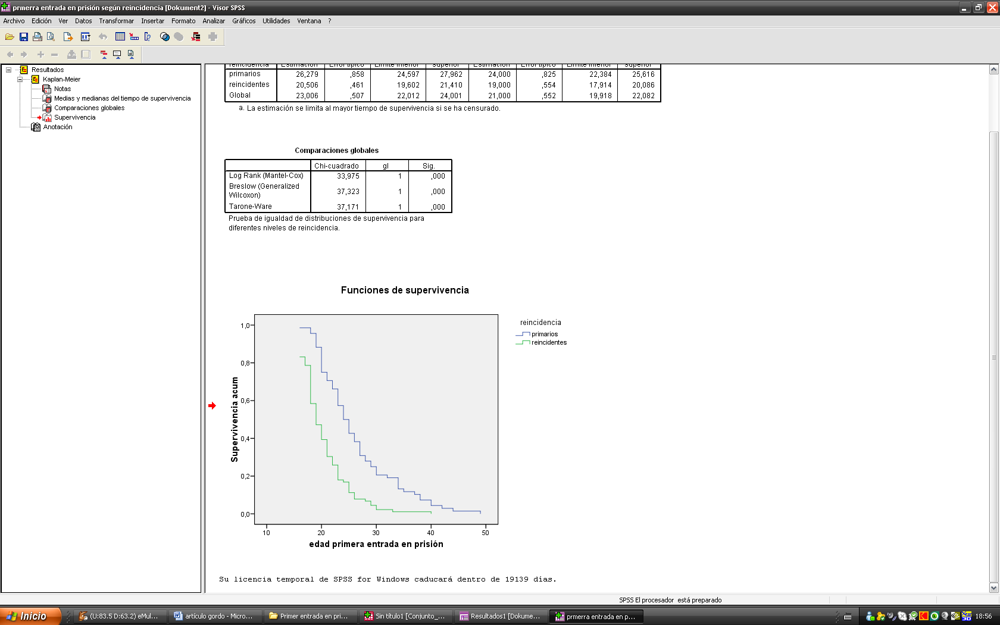 prmerra entrada en prisión según reincidencia [Dokument2] - Visor SPSS
Archivo Edición Ver Datos Transformar Insertar Formato Analizar Gráficos Utilidades Ventana ?
Resultados
Kaplan-Meier
Notas
Medias y medianas del tiempo de supervivencia
Comparaciones globales
Supervivencia
Anotación
reincidencia Estimación Error típico Límite inferior superior Estimación Error típico Límite inferior superior
primarios 26,279 ,858 24,597 27,962 24,000 ,825 22,384 25,616
reincidentes 20,506 ,461 19,602 21,410 19,000 ,554 17,914 20,086
Global 23,006 ,507 22,012 24,001 21,000 ,552 19,918 22,082
a. La estimación se limita al mayor tiempo de supervivencia si se ha censurado.
Comparaciones globales
Chi-cuadrado gl Sig.
Log Rank (Mantel-Cox) 33,975 1 ,000
Breslow (Generalized
Wilcoxon) 37,323 1 ,000
Tarone-Ware 37,171 1 ,000
Prueba de igualdad de distribuciones de supervivencia para
diferentes niveles de reincidencia.
Funciones de supervivencia
reincidencia
primarios
reincidentes
Supervivencia acum
1,0
0,8
0,6
0,4
0,2
0,0
10 20 30 40 50
edad primera entrada en prisión
Su licencia temporal de SPSS for Windows caducará dentro de 19139 días.
SPSS El procesador está preparado
Inicio
(U:83.5 D:63.2) eMul...
artículo gordo - Micro...
Primer entrada en pri...
Sin título1 [Conjunto_...
Resultados1 [Dokume...
prmerra entrada en p...
18:56